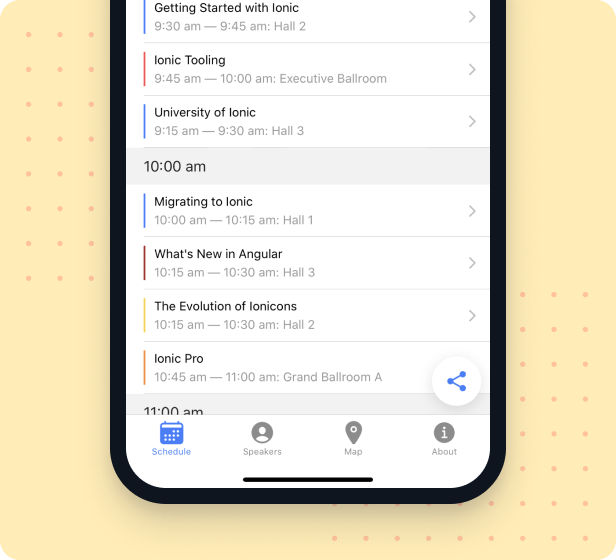 Getting Started with Ionic
9:30 am — 9:45 am: Hall 2
Ionic Tooling
9:45 am — 10:00 am: Executive Ballroom
University of Ionic
9:15 am — 9:30 am: Hall 3
10:00 am
Migrating to Ionic
10:00 am — 10:15 am: Hall 1
What's New in Angular
10:15 am — 10:30 am: Hall 3
The Evolution of Ionicons
10:15 am — 10:30 am: Hall 2
Ionic Pro
10:45 am — 11:00 am: Grand Ballroom A
11:00 am
Schedule
Speakers
Map
About